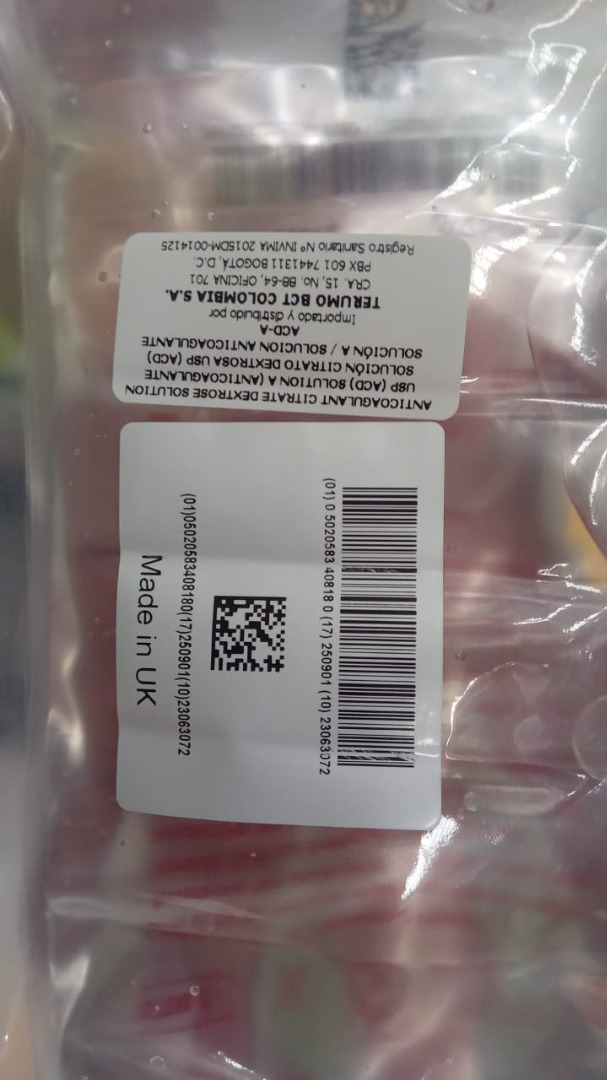 ANTICOAGULANT CITRATE DEXTROSE SOLUTION
USP (ACD) SOLUTION A (ANTICOAGULANTE
SOLUCIÓN CITRATO DEXTROSA USP (ACD)
SOLUCIÓN A / SOLUCION ANTICOAGULANTE
ACD-A
Importado y distribuido por
TERUMO BCT COLOMBIA S.A.
CRA. 15, No. 88-64, OFICINA 701
PBX 601 7441311 BOGOTÁ, D.C.
Registro Sanitario Nº INVIMA 2015DM-0014125
(01) 0 5020583 40818 0 (17) 250901 (10) 23063072
(01)05020583408180(17)250901(10)23063072
Made in UK